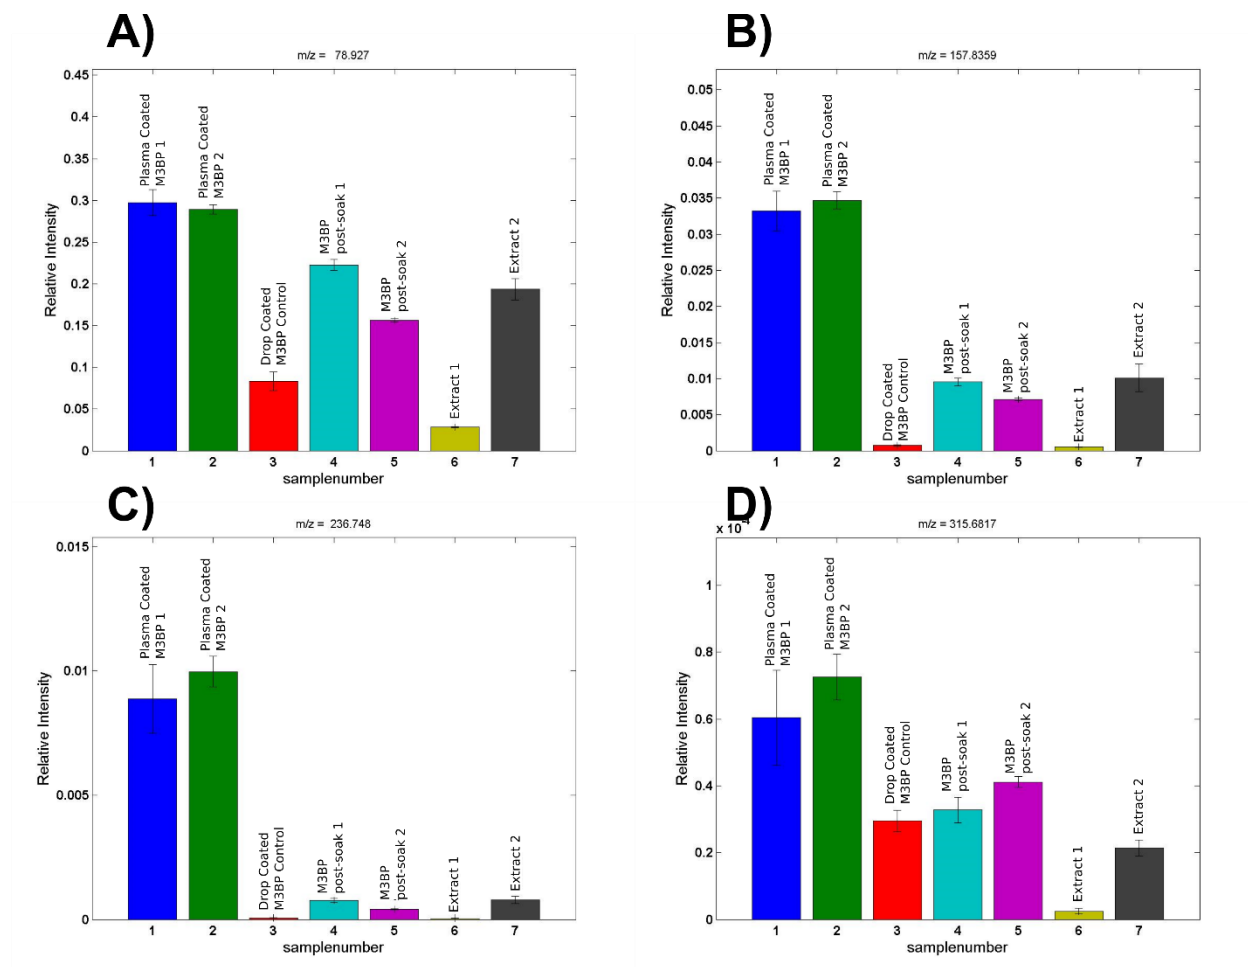 A)
m/z = 78.927
Relative Intensity
0.45
0.4
0.35
0.3
0.25
0.2
0.15
0.1
0.05
0
Plasma Coated
M3BP 1
Plasma Coated
M3BP 2
Drop Coated
M3BP Control
M3BP
post-soak 1
M3BP
post-soak 2
Extract 1
Extract 2
1 2 3 4 5 6 7
samplenumber
B)
m/z = 157.8359
Relative Intensity
0.05
0.045
0.04
0.035
0.03
0.025
0.02
0.015
0.01
0.005
0
Plasma Coated
M3BP 1
Plasma Coated
M3BP 2
Drop Coated
M3BP Control
M3BP
post-soak 1
M3BP
post-soak 2
Extract 1
Extract 2
1 2 3 4 5 6 7
samplenumber
C)
m/z = 236.748
Relative Intensity
0.015
0.01
0.005
0
Plasma Coated
M3BP 1
Plasma Coated
M3BP 2
Drop Coated
M3BP Control
M3BP
post-soak 1
M3BP
post-soak 2
Extract 1
Extract 2
1 2 3 4 5 6 7
samplenumber
D)
m/z = 315.6817
x 10
Relative Intensity
1
0.8
0.6
0.4
0.2
0
Plasma Coated
M3BP 1
Plasma Coated
M3BP 2
Drop Coated
M3BP Control
M3BP
post-soak 1
M3BP
post-soak 2
Extract 1
Extract 2
1 2 3 4 5 6 7
samplenumber